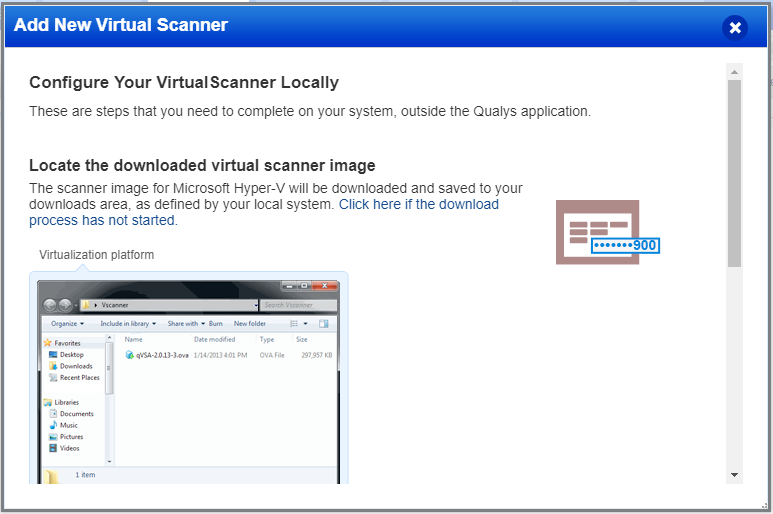 Add New Virtual Scanner
Configure Your VirtualScanner Locally
These are steps that you need to complete on your system, outside the Qualys application.
Locate the downloaded virtual scanner image
The scanner image for Microsoft Hyper-V will be downloaded and saved to your
downloads area, as defined by your local system. Click here if the download
process has not started.
•••••••900
Virtualization platform
Vscanner
Search Vscanner
Organize Include in library Share with Burn New folder
Favorites
Desktop
Downloads
Recent Places
Libraries
Documents
Music
Pictures
Videos
Name Date modified Type Size
qVSA-2.0.13-3.ova 1/14/2013 4:01 PM OVA File 297,957 KB
1 item